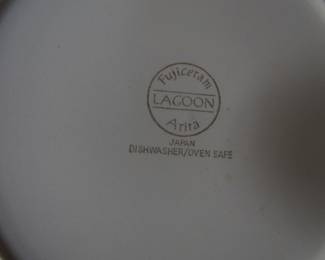 Fujiceram
LAGOON
Arita
JAPAN
DISHWASHER/OVEN SAFE